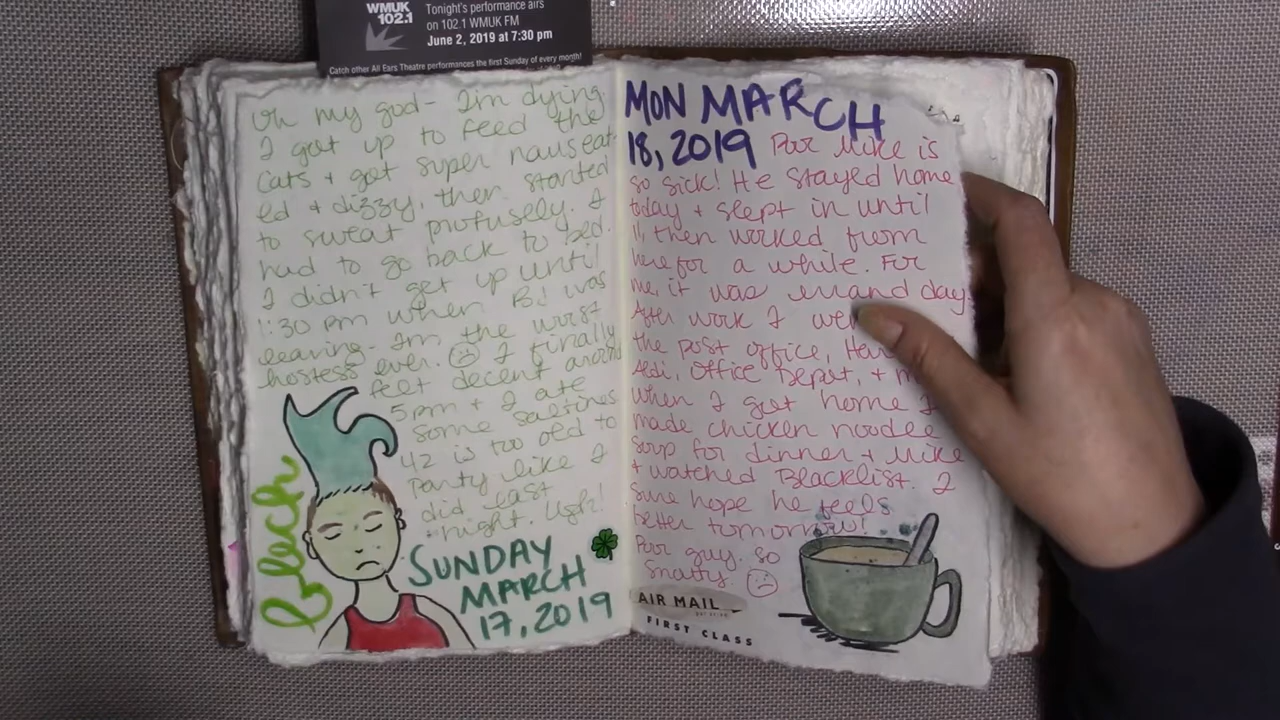 WMUK
102.1
Tonight's performance airs
on 102.1 WMUK FM
June 2, 2019 at 7:30 pm
Catch other All Ears Theatre performances the first Sunday of every month!
Oh my god- I'm dying
I got up to feed the
cats + got super nauseat-
ed + dizzy, then started
to sweat profusely. I
had to go back to bed.
I didn't get up until
1:30 pm when BJ was
leaving. I'm the worst
hostess ever. I finally
felt decent around
5pm + I ate
some saltines
42 is too old to
party like I
did last
night. Ugh!
Blech
SUNDAY
MARCH
17, 2019
MON MARCH
18, 2019 Poor Mike is
so sick! He stayed home
today + slept in until
11, then worked from
here for a while. For
me, it was errand day.
After work I
the post office,
Aldi, Office Depot, +
when I got home I
made chicken noodle
soup for dinner + Mike
+ watched Blacklist. I
sure hope he feels
better tomorrow!
Poor guy. So
snotty.
AIR MAIL
FIRST CLASS